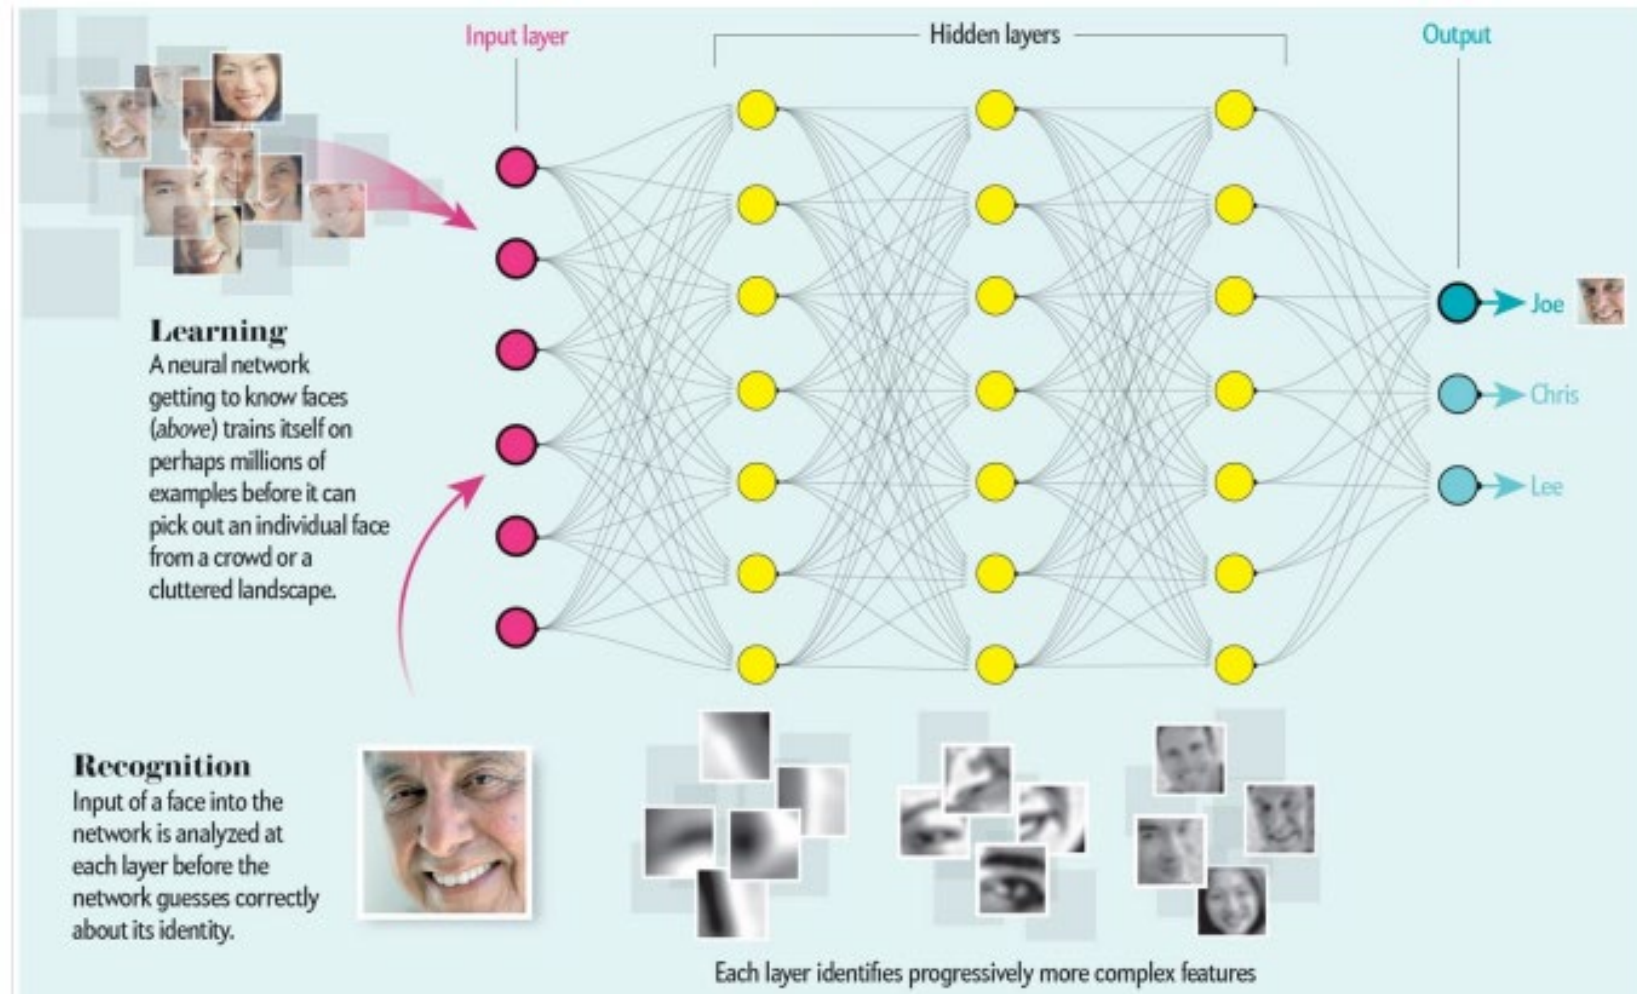 Input layer
Hidden layers
Output
Learning
A neural network
getting to know faces
(above) trains itself on
perhaps millions of
examples before it can
pick out an individual face
from a crowd or a
cluttered landscape.
Joe
Chris
Lee
Recognition
Input of a face into the
network is analyzed at
each layer before the
network guesses correctly
about its identity.
Each layer identifies progressively more complex features